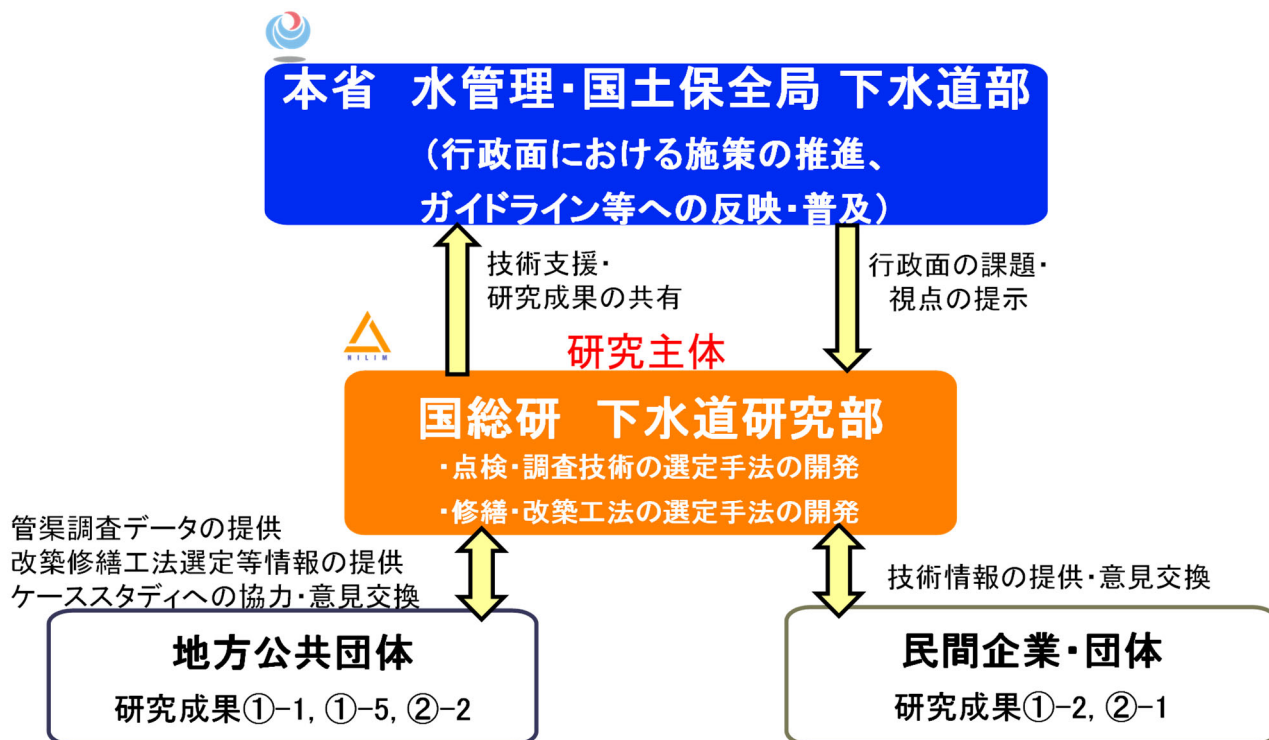 本省 水管理・国土保全局 下水道部
(行政面における施策の推進、
ガイドライン等への反映・普及)
技術支援・
研究成果の共有
行政面の課題・
視点の提示
NILIM
研究主体
国総研 下水道研究部
・点検・調査技術の選定手法の開発
・修繕・改築工法の選定手法の開発
管渠調査データの提供
改築修繕工法選定等情報の提供
ケーススタディへの協力・意見交換
技術情報の提供・意見交換
地方公共団体
研究成果①-1, ①-5, ②-2
民間企業・団体
研究成果①-2, ②-1